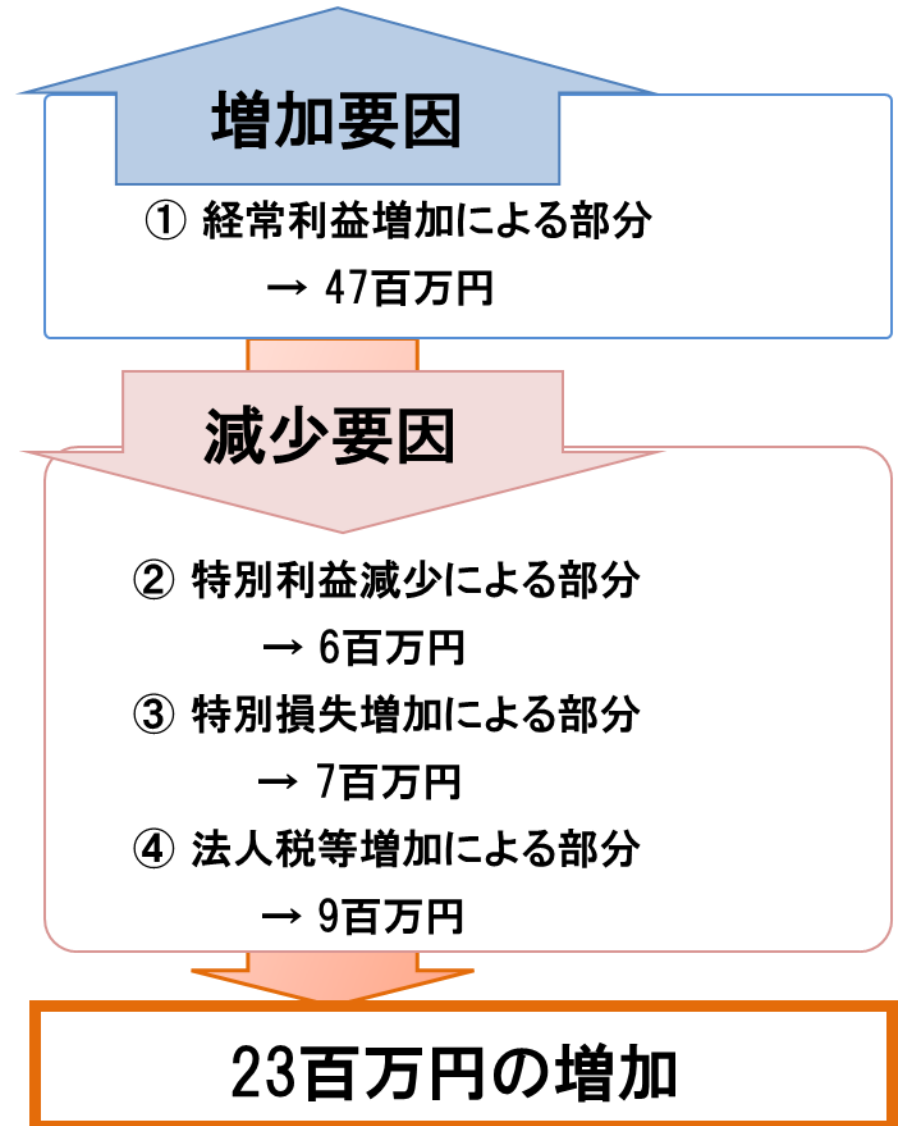 増加要因
① 経常利益増加による部分
→ 47百万円
減少要因
② 特別利益減少による部分
→ 6百万円
③ 特別損失増加による部分
→ 7百万円
④ 法人税等増加による部分
→ 9百万円
23百万円の増加